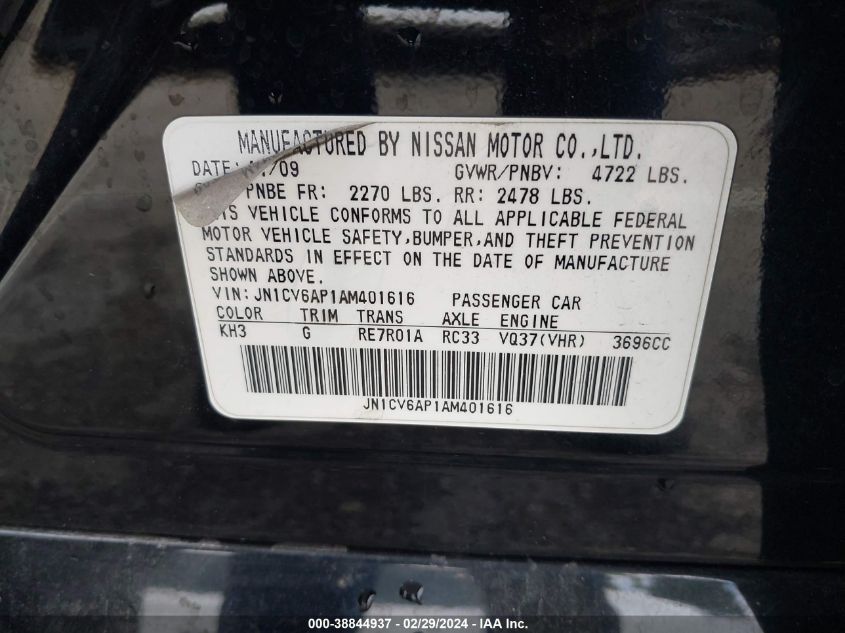 MANUFACTURED BY NISSAN MOTOR CO.,LTD.
DATE: /09 GVWR/PNBV: 4722 LBS.
PNBE FR: 2270 LBS. RR: 2478 LBS.
VEHICLE CONFORMS TO ALL APPLICABLE FEDERAL
MOTOR VEHICLE SAFETY,BUMPER,AND THEFT PREVENTION
STANDARDS IN EFFECT ON THE DATE OF MANUFACTURE
SHOWN ABOVE.
VIN:JN1CV6AP1AM401616 PASSENGER CAR
COLOR TRIM TRANS AXLE ENGINE
KH3 G RE7R01A RC33 VQ37(VHR) 3696CC
JN1CV6AP1AM401616
000-38844937 - 02/29/2024 - IAA, Inc.